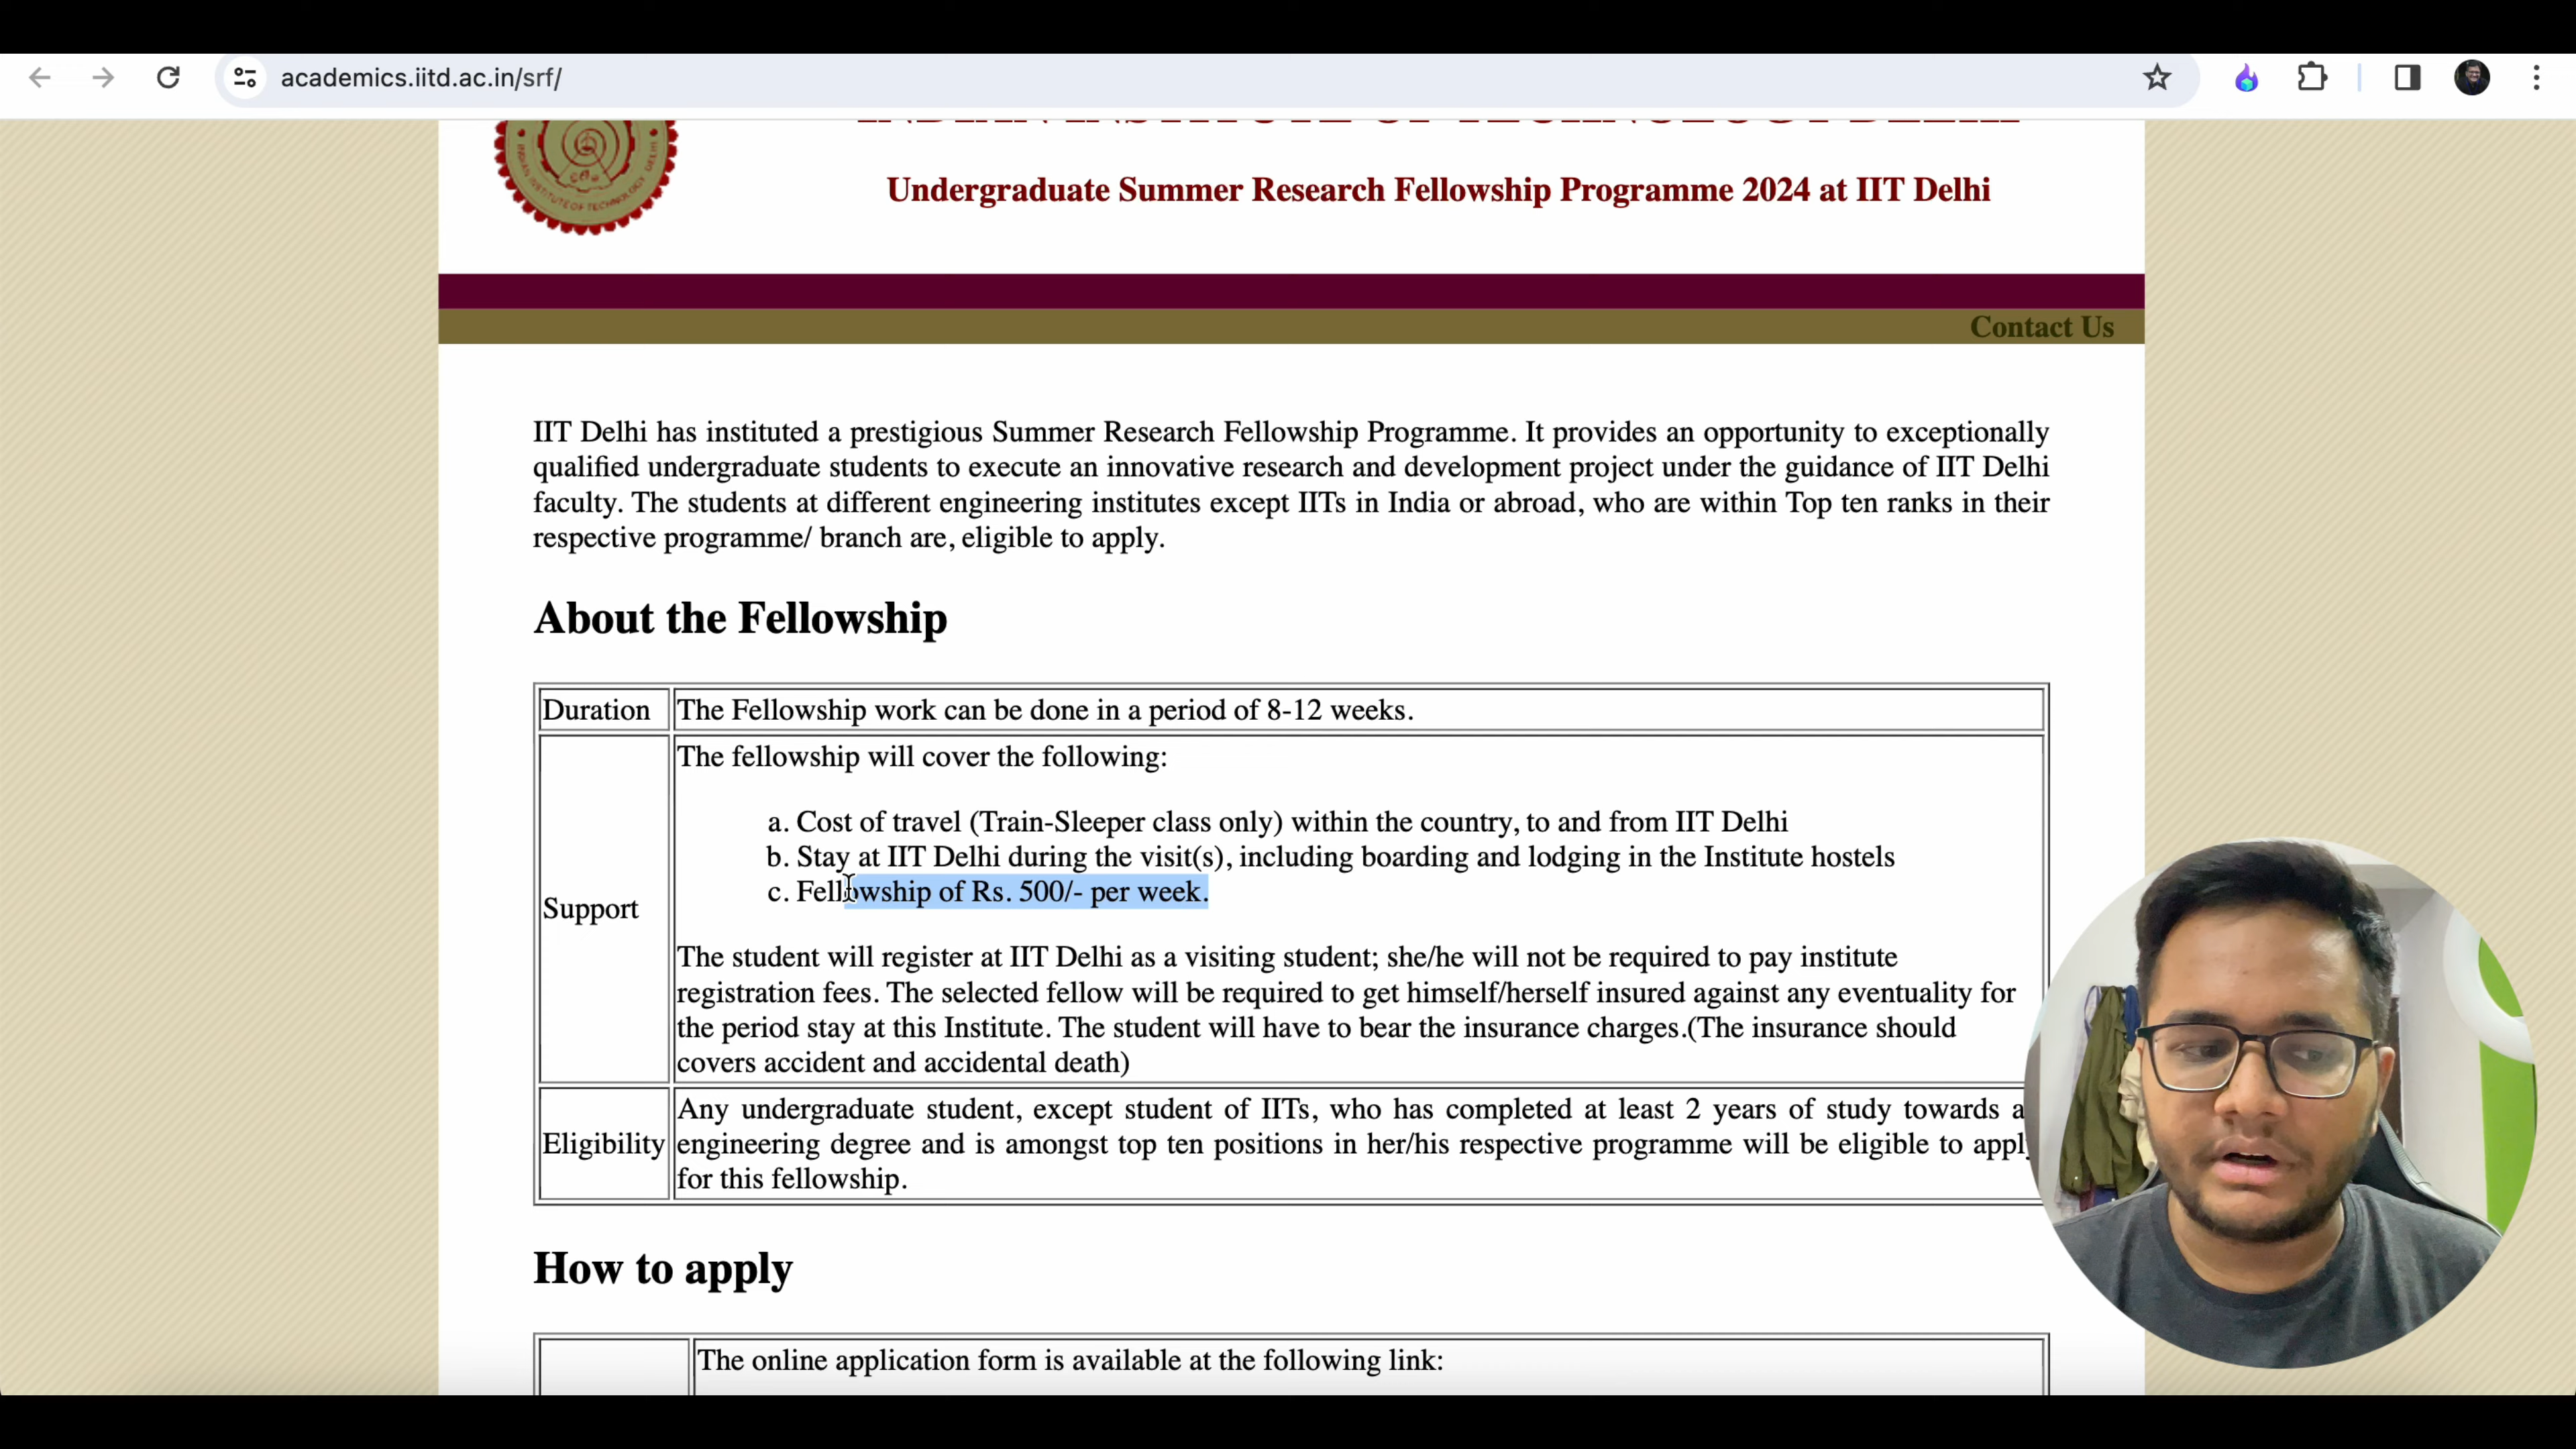 academics.iitd.ac.in/srf/
INDIAN INSTITUTE OF TECHNOLOGY DELHI
Undergraduate Summer Research Fellowship Programme 2024 at IIT Delhi
Contact Us
IIT Delhi has instituted a prestigious Summer Research Fellowship Programme. It provides an opportunity to exceptionally
qualified undergraduate students to execute an innovative research and development project under the guidance of IIT Delhi
faculty. The students at different engineering institutes except IITs in India or abroad, who are within Top ten ranks in their
respective programme/ branch are, eligible to apply.
About the Fellowship
Duration
The Fellowship work can be done in a period of 8-12 weeks.
Support
The fellowship will cover the following:
a. Cost of travel (Train-Sleeper class only) within the country, to and from IIT Delhi
b. Stay at IIT Delhi during the visit(s), including boarding and lodging in the Institute hostels
c. Fellowship of Rs. 500/- per week.
The student will register at IIT Delhi as a visiting student; she/he will not be required to pay institute
registration fees. The selected fellow will be required to get himself/herself insured against any eventuality for
the period stay at this Institute. The student will have to bear the insurance charges.(The insurance should
covers accident and accidental death)
Eligibility
Any undergraduate student, except student of IITs, who has completed at least 2 years of study towards
engineering degree and is amongst top ten positions in her/his respective programme will be eligible to
for this fellowship.
How to apply
The online application form is available at the following link: